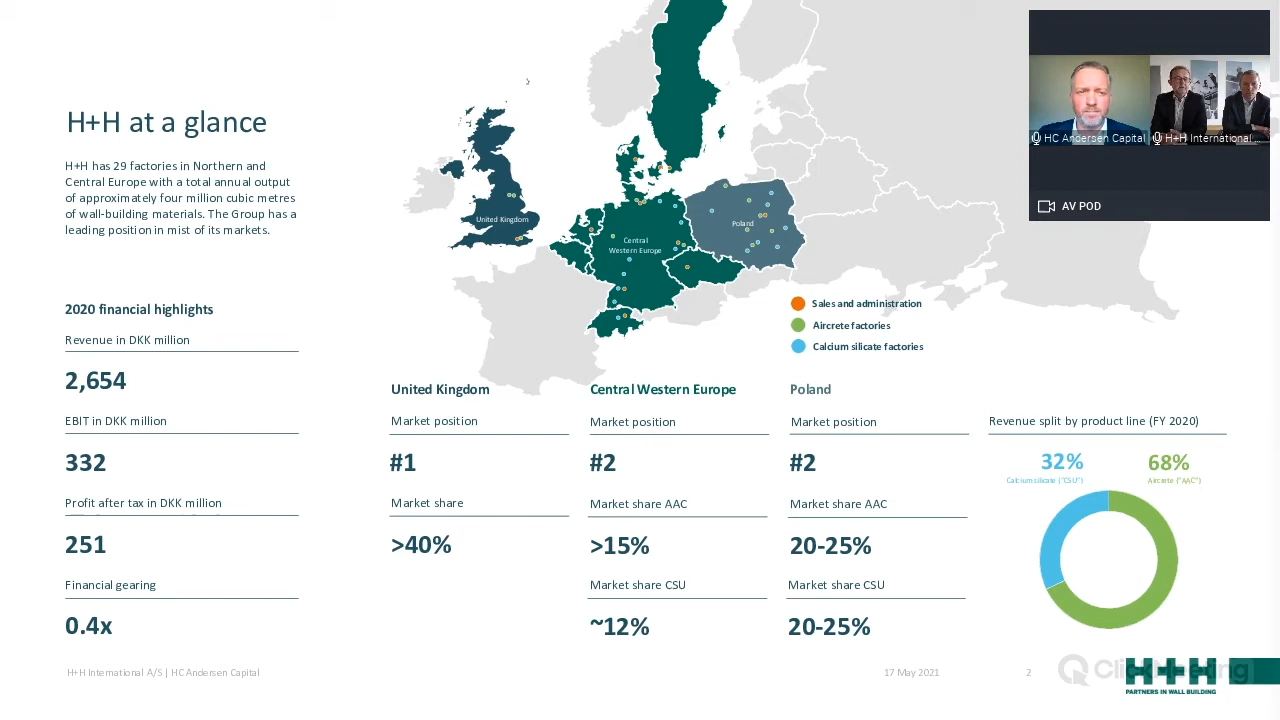 H+H at a glance
H+H has 29 factories in Northern and
Central Europe with a total annual output
of approximately four million cubic metres
of wall-building materials. The Group has a
leading position in mist of its markets.
2020 financial highlights
Revenue in DKK million
2,654
EBIT in DKK million
332
Profit after tax in DKK million
251
Financial gearing
0.4x
United Kingdom
Central
Western Europe
Poland
Sales and administration
Aircrete factories
Calcium silicate factories
United Kingdom
Market position
#1
Market share
>40%
Central Western Europe
Market position
#2
Market share AAC
>15%
Market share CSU
~12%
Poland
Market position
#2
Market share AAC
20-25%
Market share CSU
20-25%
Revenue split by product line (FY 2020)
32%
Calcium silicate ("CSU")
68%
Aircrete ("AAC")
HC Andersen Capital
H+H International ...
AV POD
H+H International A/S | HC Andersen Capital
17 May 2021
2
ClickMeeting
H+H
PARTNERS IN WALL BUILDING